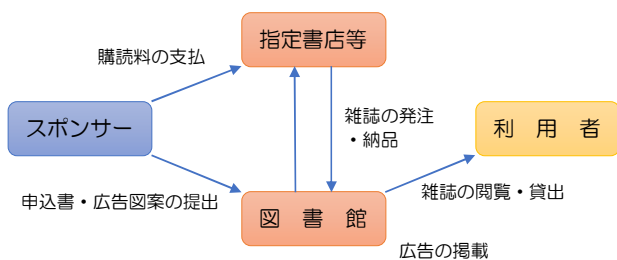 指定書店等
購読料の支払
スポンサー
雑誌の発注
・納品
利　用　者
申込書・広告図案の提出
図　書　館
雑誌の閲覧・貸出
広告の掲載